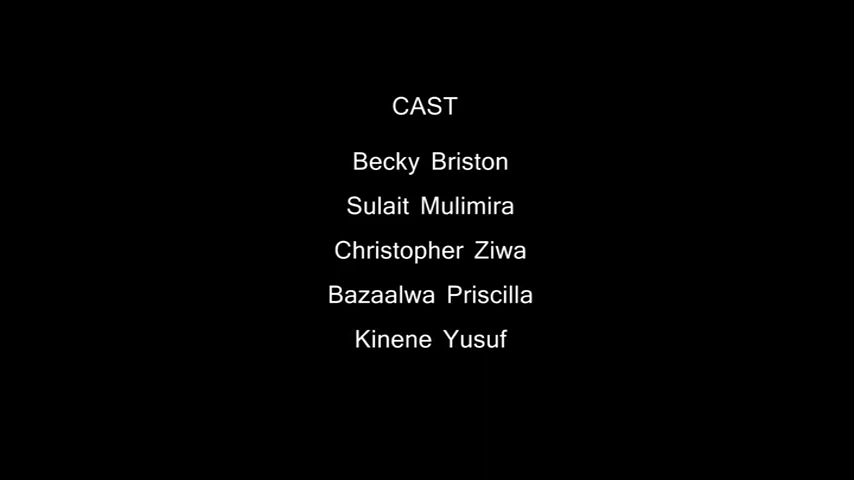 CAST
Becky Briston
Sulait Mulimira
Christopher Ziwa
Bazaalwa Priscilla
Kinene Yusuf